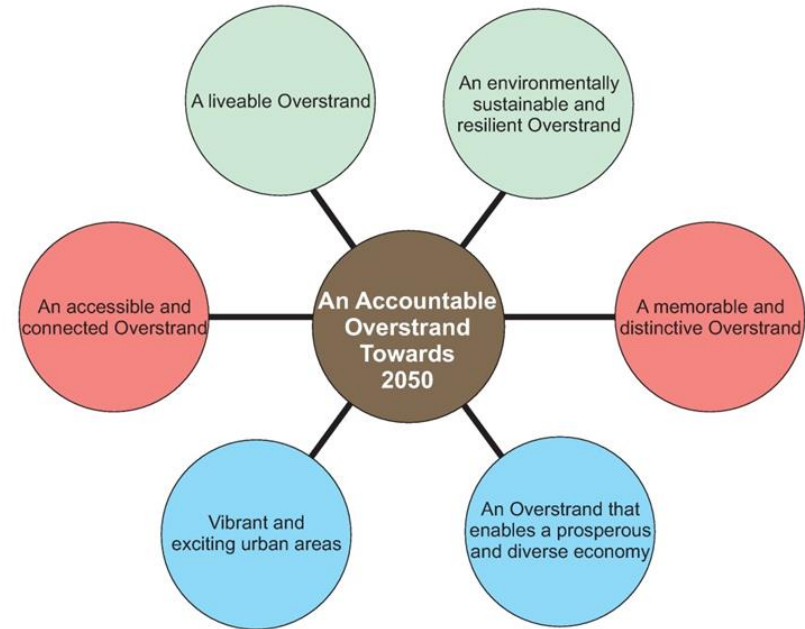 A liveable Overstrand
An environmentally
sustainable and
resilient Overstrand
An accessible and
connected Overstrand
An Accountable
Overstrand
Towards
2050
A memorable and
distinctive Overstrand
Vibrant and
exciting urban areas
An Overstrand that
enables a prosperous
and diverse economy